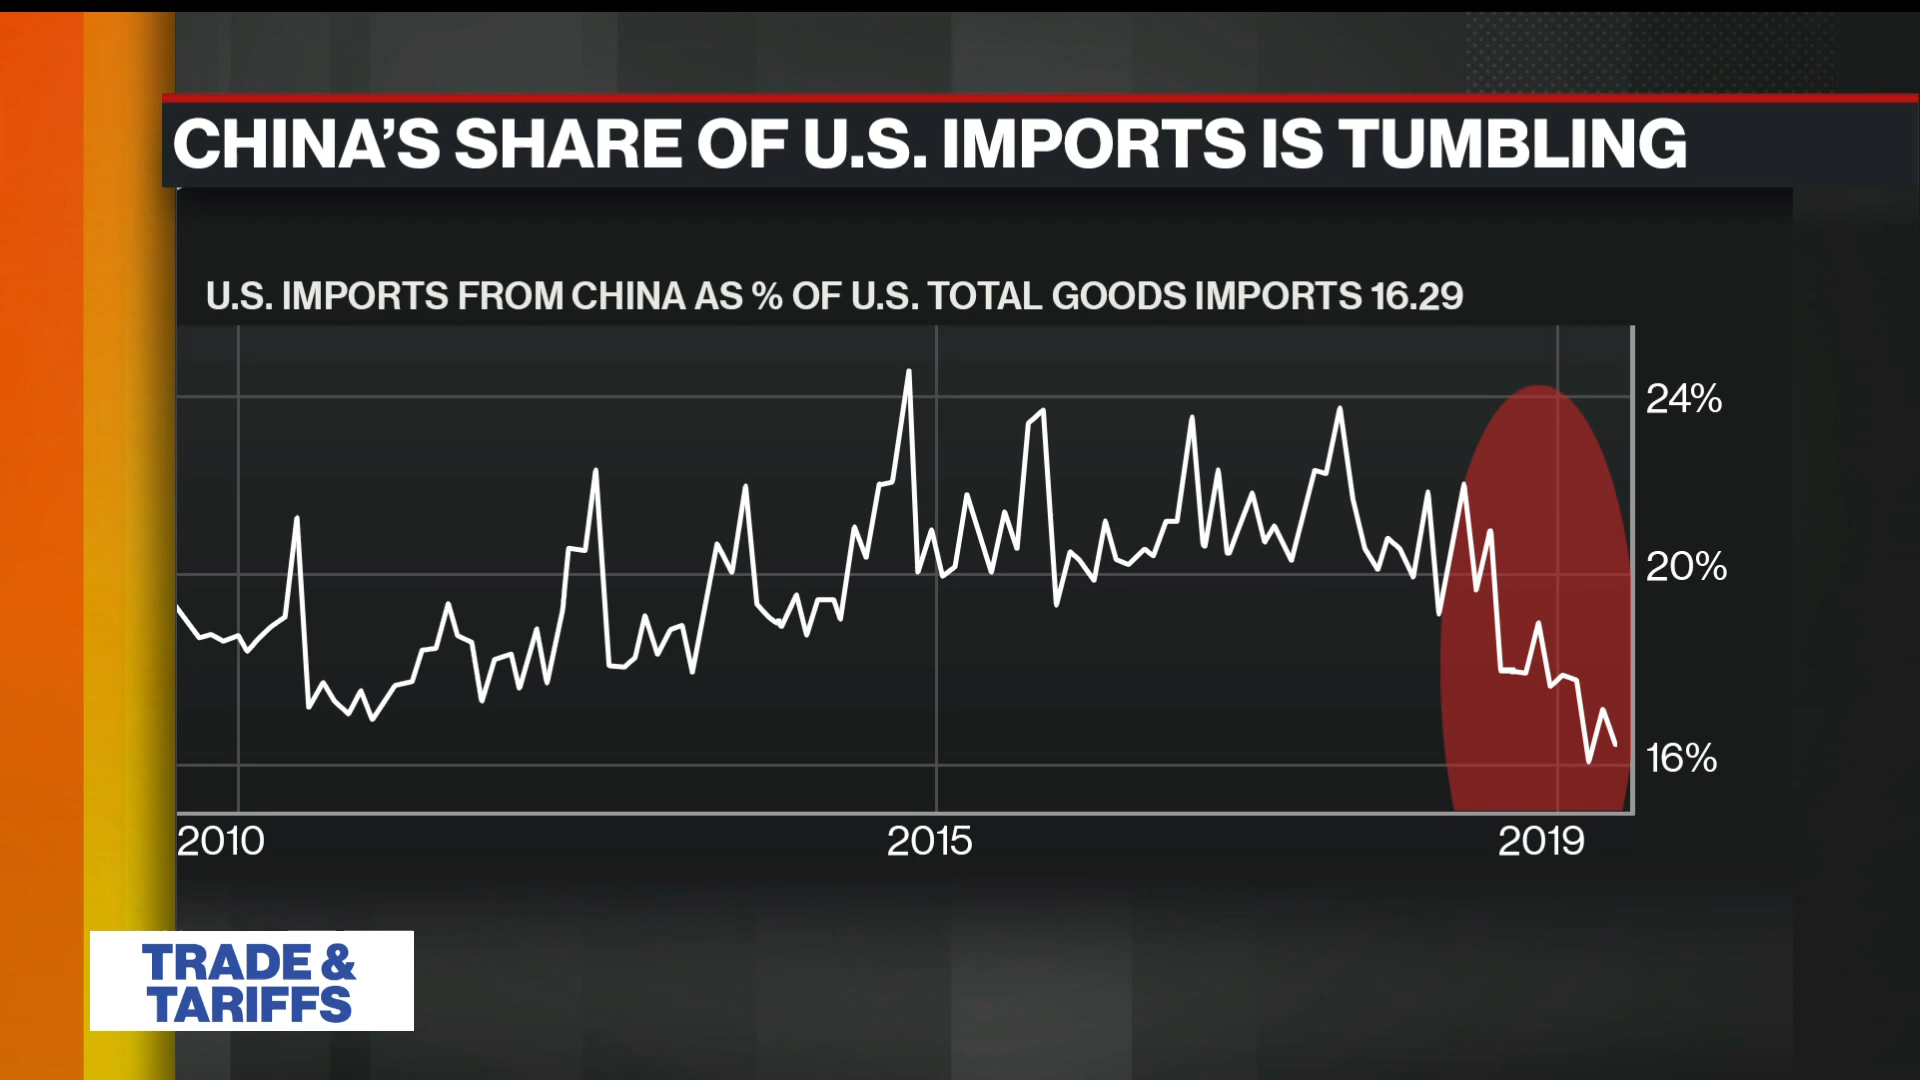 CHINA’S SHARE OF U.S. IMPORTS IS TUMBLING
U.S. IMPORTS FROM CHINA AS % OF U.S. TOTAL GOODS IMPORTS 16.29
24%
20%
16%
2010 2015 2019
TRADE &
TARIFFS